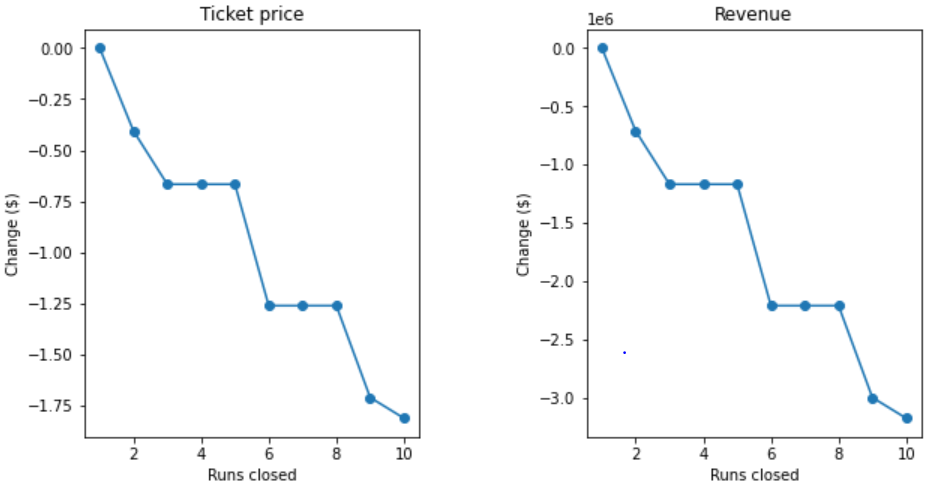 Ticket price
0.00
−0.25
−0.50
−0.75
−1.00
−1.25
−1.50
−1.75
Change ($)
2 4 6 8 10
Runs closed
Revenue
1e6
0.0
−0.5
−1.0
−1.5
−2.0
−2.5
−3.0
Change ($)
2 4 6 8 10
Runs closed